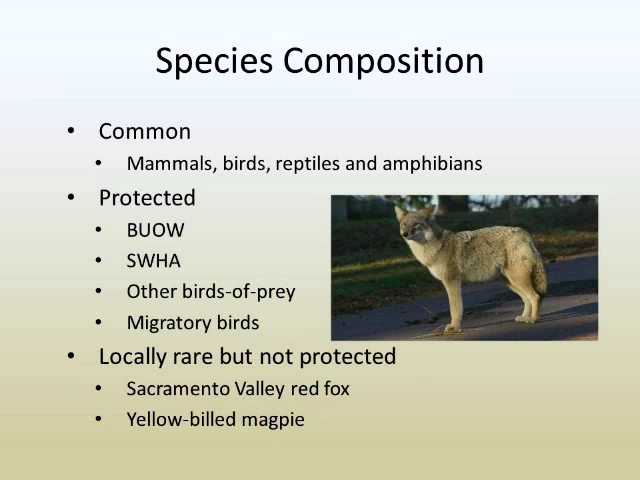 Species Composition
• Common
• Mammals, birds, reptiles and amphibians
• Protected
• BUOW
• SWHA
• Other birds-of-prey
• Migratory birds
• Locally rare but not protected
• Sacramento Valley red fox
• Yellow-billed magpie